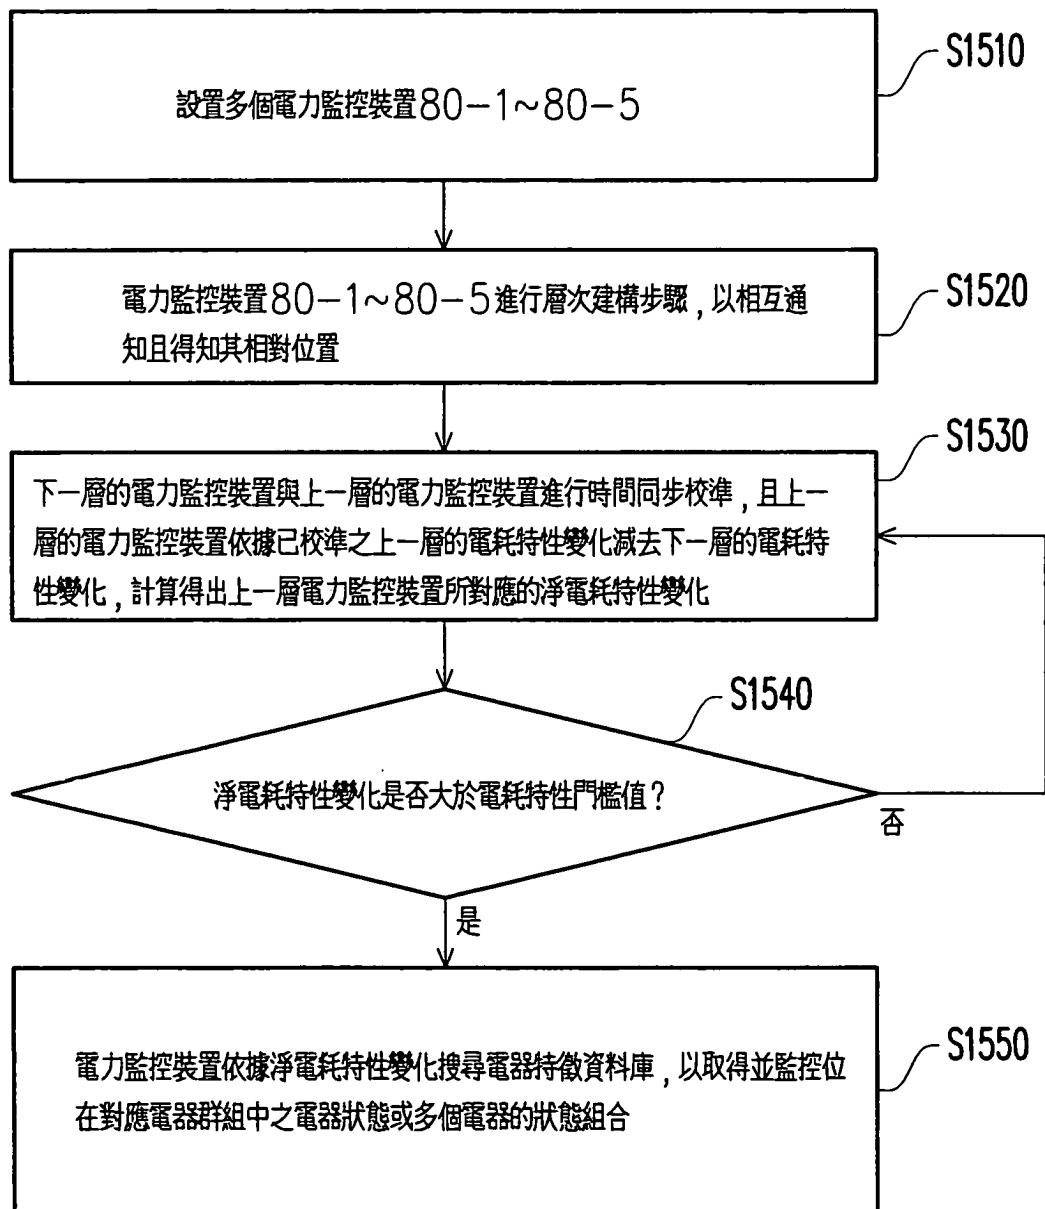 S1510
設置多個電力監控裝置80-1~80-5
S1520
電力監控裝置80-1~80-5進行層次建構步驟,以相互通
知且得知其相對位置
S1530
下一層的電力監控裝置與上一層的電力監控裝置進行時間同步校準,且上一
層的電力監控裝置依據已校準之上一層的電耗特性變化減去下一層的電耗特
性變化,計算得出上一層電力監控裝置所對應的淨電耗特性變化
S1540
淨電耗特性變化是否大於電耗特性門檻值?
否
是
S1550
電力監控裝置依據淨電耗特性變化搜尋電器特徵資料庫,以取得並監控位
在對應電器群組中之電器狀態或多個電器的狀態組合